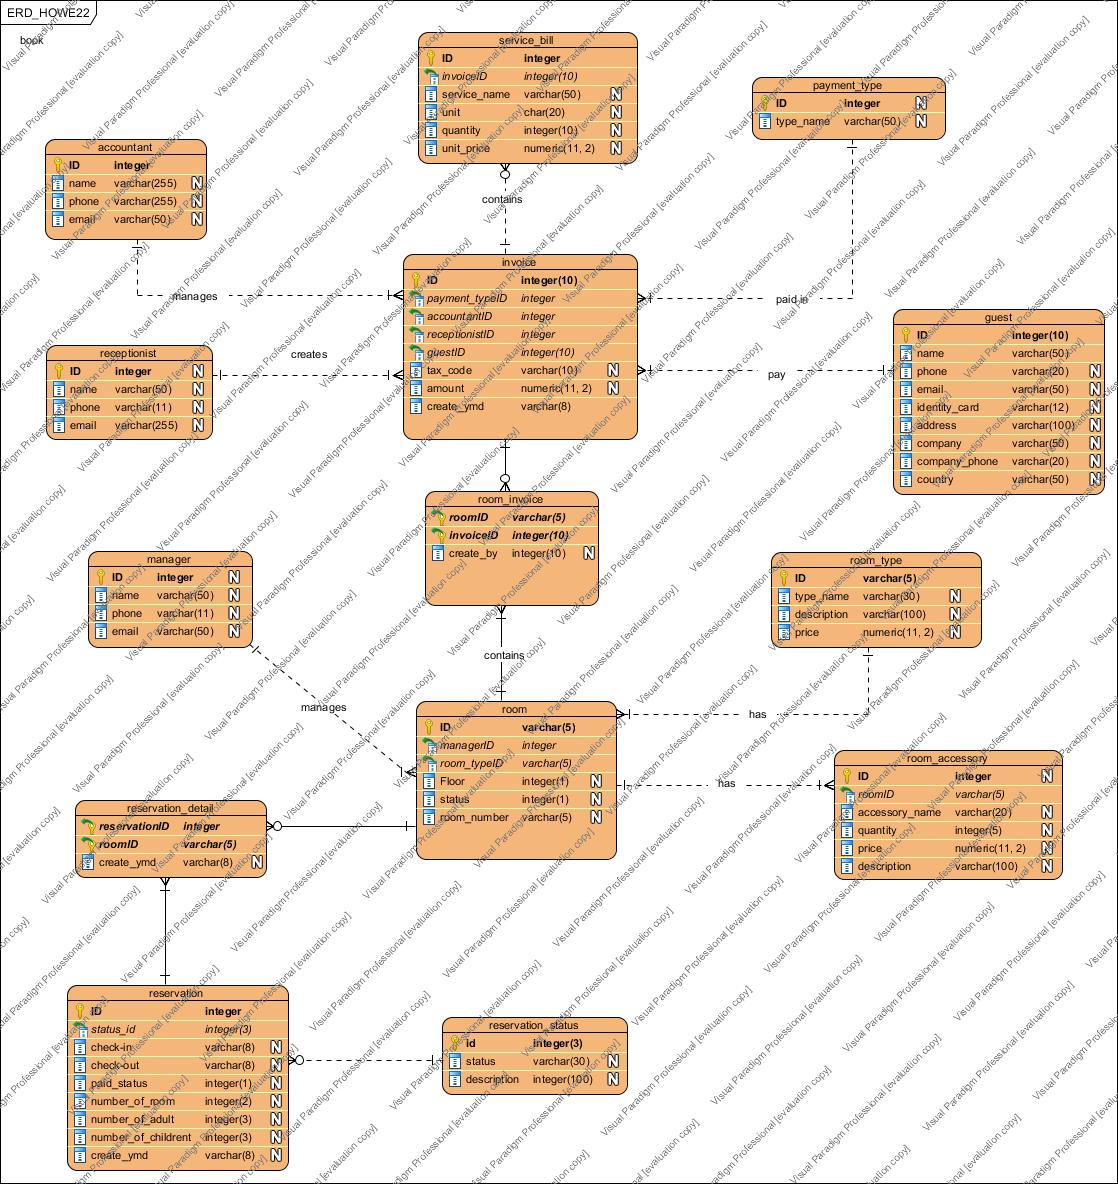 ERD_HOWE22
book
service_bill
ID integer
invoiceID integer(10)
service_name varchar(50) N
unit char(20) N
quantity integer(10) N
unit_price numeric(11, 2) N
payment_type
ID integer N
type_name varchar(50) N
accountant
ID integer
name varchar(255) N
phone varchar(255) N
email varchar(50) N
contains
manages
invoice
ID integer(10)
payment_typeID integer
accountantID integer
receptionistID integer
guestID integer(10)
tax_code varchar(10) N
amount numeric(11, 2) N
create_ymd varchar(8)
paid in
guest
ID integer(10)
name varchar(50)
phone varchar(20) N
email varchar(50) N
identity_card varchar(12) N
address varchar(100) N
company varchar(50) N
company_phone varchar(20) N
country varchar(50) N
receptionist
ID integer N
name varchar(50) N
phone varchar(11) N
email varchar(255) N
creates
pay
room_invoice
roomID varchar(5)
invoiceID integer(10)
create_by integer(10) N
manager
ID integer N
name varchar(50) N
phone varchar(11) N
email varchar(50) N
room_type
ID varchar(5)
type_name varchar(30) N
description varchar(100) N
price numeric(11, 2) N
contains
manages
has
room
ID varchar(5)
managerID integer
room_typeID varchar(5)
Floor integer(1) N
status integer(1) N
room_number varchar(5) N
has
room_accessory
ID integer N
roomID varchar(5)
accessory_name varchar(20) N
quantity integer(5) N
price numeric(11, 2) N
description varchar(100) N
reservation_detail
reservationID integer
roomID varchar(5)
create_ymd varchar(8) N
reservation
ID integer
status_id integer(3)
check-in varchar(8) N
check-out varchar(8) N
paid_status integer(1) N
number_of_room integer(2) N
number_of_adult integer(3) N
number_of_childrent integer(3) N
create_ymd varchar(8) N
reservation_status
id integer(3)
status varchar(30) N
description integer(100) N
Visual Paradigm Professional [evaluation copy]